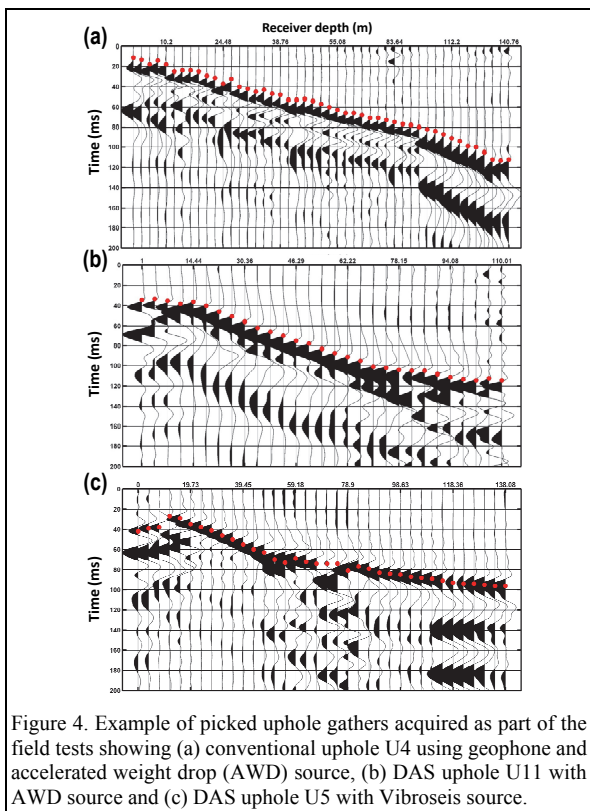 Receiver depth (m)
(a)
10.2 24.48 38.76 55.08 83.64 112.2 140.76
Time (ms)
0
20
40
60
80
100
120
140
160
180
200
(b)
1 14.44 30.36 46.29 62.22 78.15 94.08 110.01
Time (ms)
0
20
40
60
80
100
120
140
160
180
200
(c)
0 19.73 39.45 59.18 78.9 98.63 118.36 138.08
Time (ms)
0
20
40
60
80
100
120
140
160
180
200
Figure 4. Example of picked uphole gathers acquired as part of the
field tests showing (a) conventional uphole U4 using geophone and
accelerated weight drop (AWD) source, (b) DAS uphole U11 with
AWD source and (c) DAS uphole U5 with Vibroseis source.